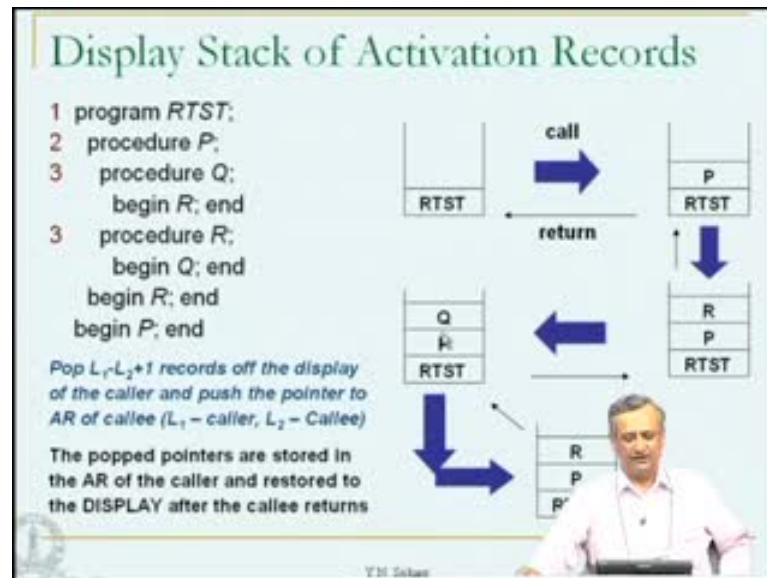 Display Stack of Activation Records
1 program RTST;
2 procedure P;
3 procedure Q;
begin R; end
3 procedure R;
begin Q; end
begin R; end
begin P; end
Pop L1-L2+1 records off the display
of the caller and push the pointer to
AR of callee (L1 – caller, L2 – Callee)
The popped pointers are stored in
the AR of the caller and restored to
the DISPLAY after the callee returns
RTST
call
return
P
RTST
R
P
RTST
Q
RTST
R
P
Y.N.